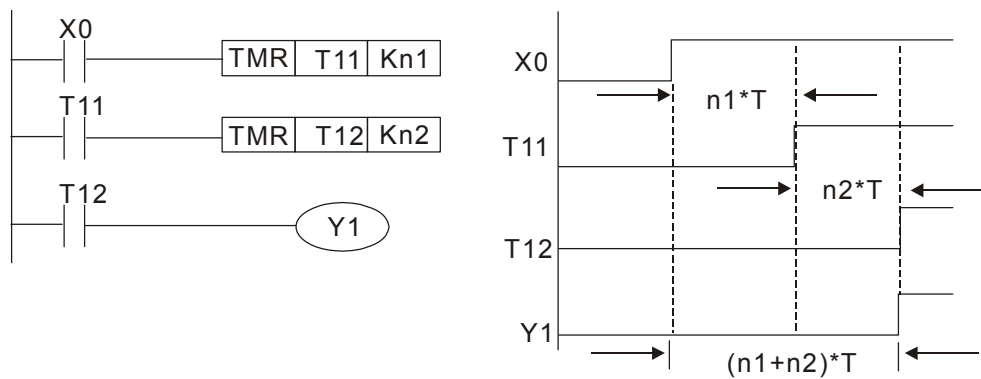 X0
TMR T11 Kn1
T11
TMR T12 Kn2
T12
Y1
X0
n1*T
T11
n2*T
T12
Y1
(n1+n2)*T